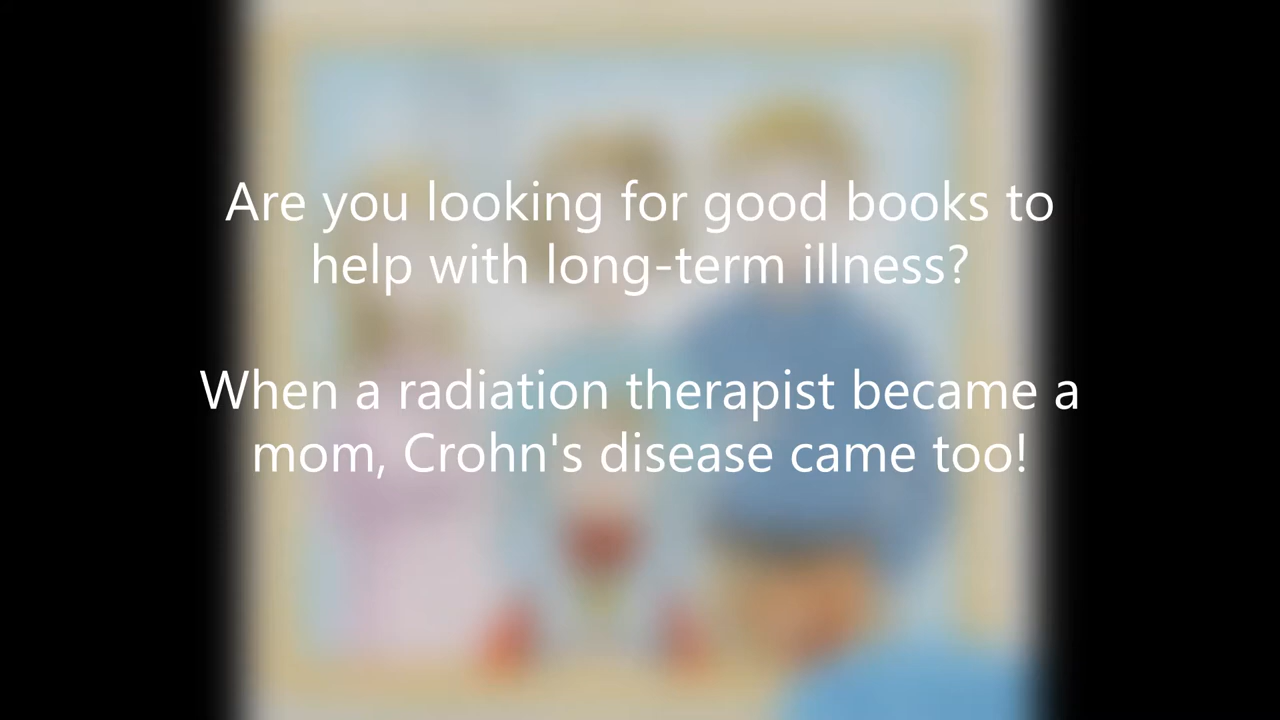 Are you looking for good books to
help with long-term illness?
When a radiation therapist became a
mom, Crohn's disease came too!